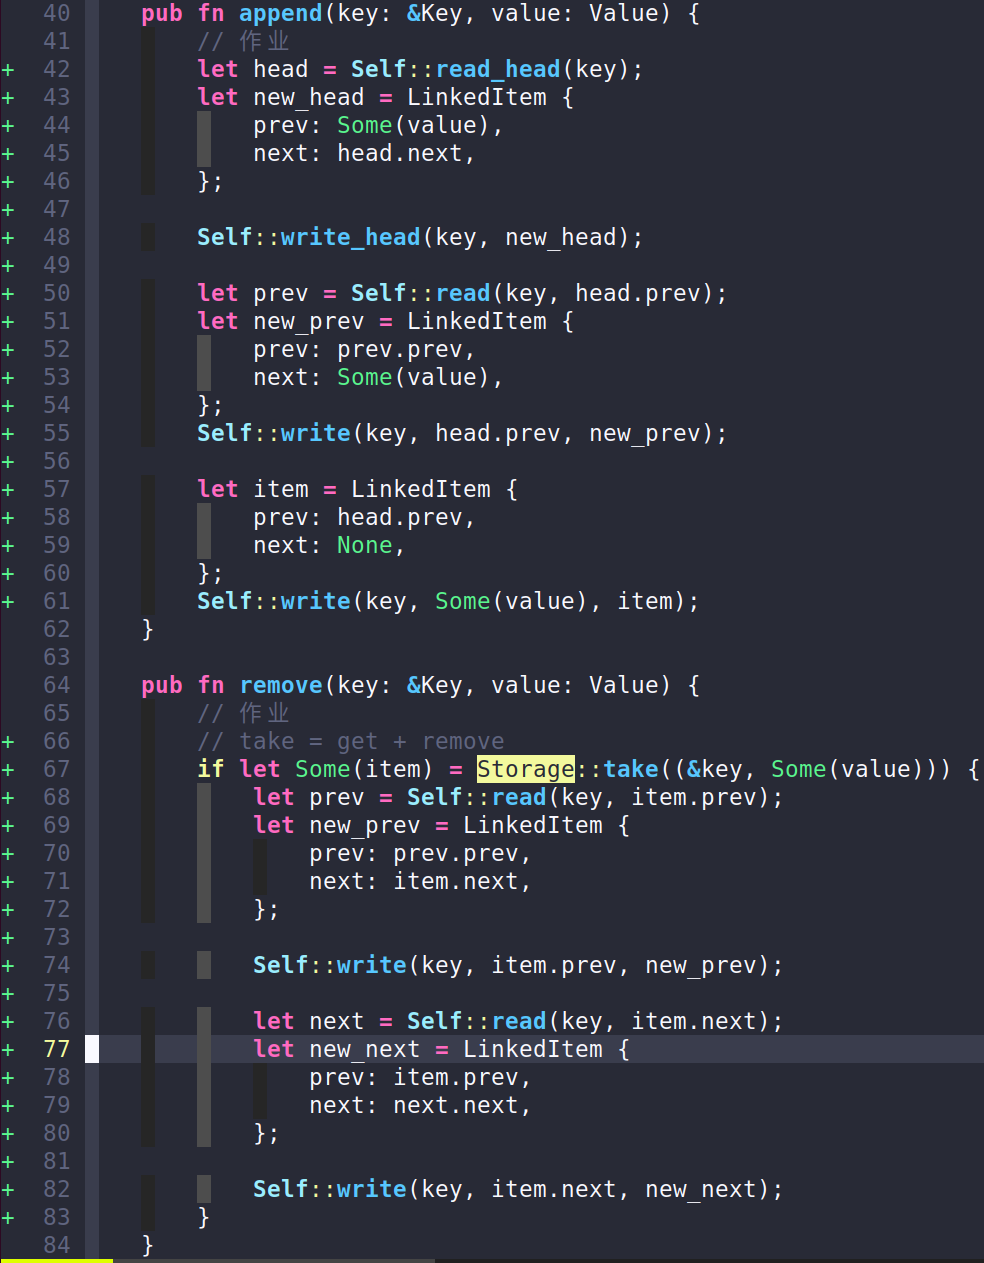 40 pub fn append(key: &Key, value: Value) {
41 // 作业
+ 42 let head = Self::read_head(key);
+ 43 let new_head = LinkedItem {
+ 44 prev: Some(value),
+ 45 next: head.next,
+ 46 };
+ 47
+ 48 Self::write_head(key, new_head);
+ 49
+ 50 let prev = Self::read(key, head.prev);
+ 51 let new_prev = LinkedItem {
+ 52 prev: prev.prev,
+ 53 next: Some(value),
+ 54 };
+ 55 Self::write(key, head.prev, new_prev);
+ 56
+ 57 let item = LinkedItem {
+ 58 prev: head.prev,
+ 59 next: None,
+ 60 };
+ 61 Self::write(key, Some(value), item);
62 }
63
64 pub fn remove(key: &Key, value: Value) {
65 // 作业
+ 66 // take = get + remove
+ 67 if let Some(item) = Storage::take((&key, Some(value))) {
+ 68 let prev = Self::read(key, item.prev);
+ 69 let new_prev = LinkedItem {
+ 70 prev: prev.prev,
+ 71 next: item.next,
+ 72 };
+ 73
+ 74 Self::write(key, item.prev, new_prev);
+ 75
+ 76 let next = Self::read(key, item.next);
+ 77 let new_next = LinkedItem {
+ 78 prev: item.prev,
+ 79 next: next.next,
+ 80 };
+ 81
+ 82 Self::write(key, item.next, new_next);
+ 83 }
84 }